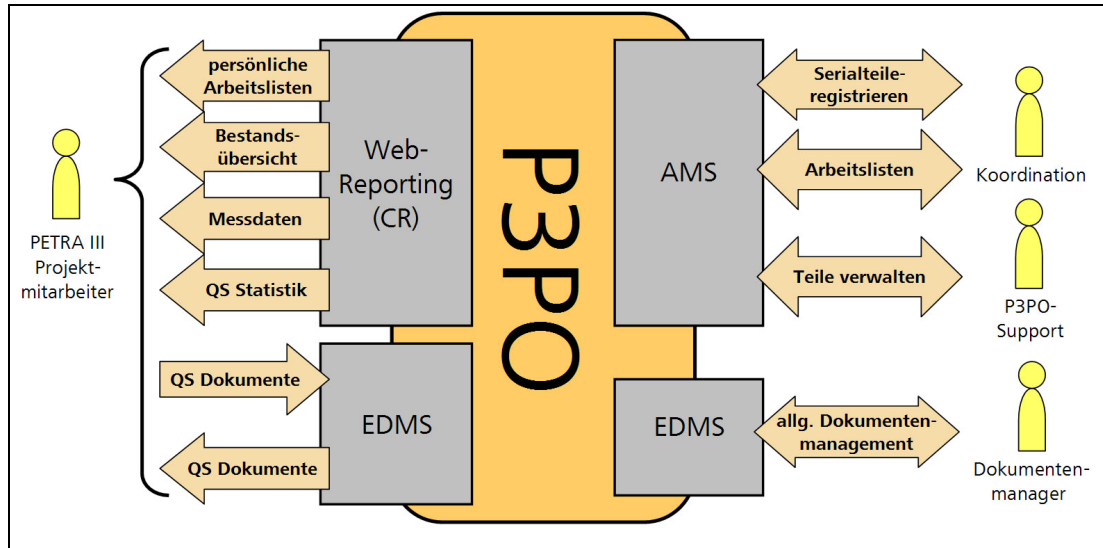 persönliche
Arbeitslisten
Bestands-
übersicht
Messdaten
QS Statistik
QS Dokumente
QS Dokumente
PETRA III
Projekt-
mitarbeiter
Web-
Reporting
(CR)
EDMS
P3PO
AMS
EDMS
Serialteile-
registrieren
Arbeitslisten
Teile verwalten
allg. Dokumenten-
management
Koordination
P3PO-
Support
Dokumenten-
manager